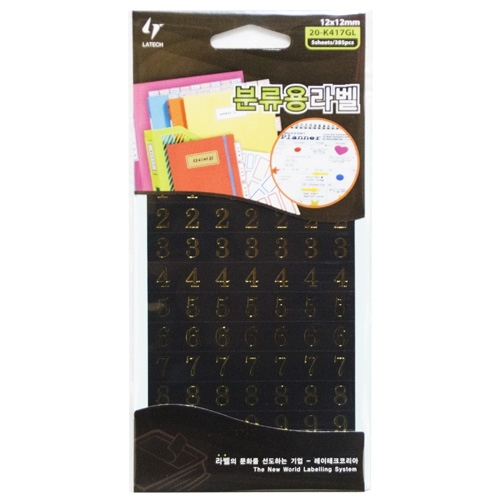 LATECH
12x12mm
20-K417GL
5sheets/385pcs
분류용라벨
Planner
2 2 2 2 2 2 2
3 3 3 3 3 3 3
4 4 4 4 4 4 4
5 5 5 5 5 5 5
6 6 6 6 6 6 6
7 7 7 7 7 7 7
8 8 8 8 8 8 8
9 9 9 9
라벨의 문화를 선도하는 기업 - 레이테크코리아
The New World Labelling System